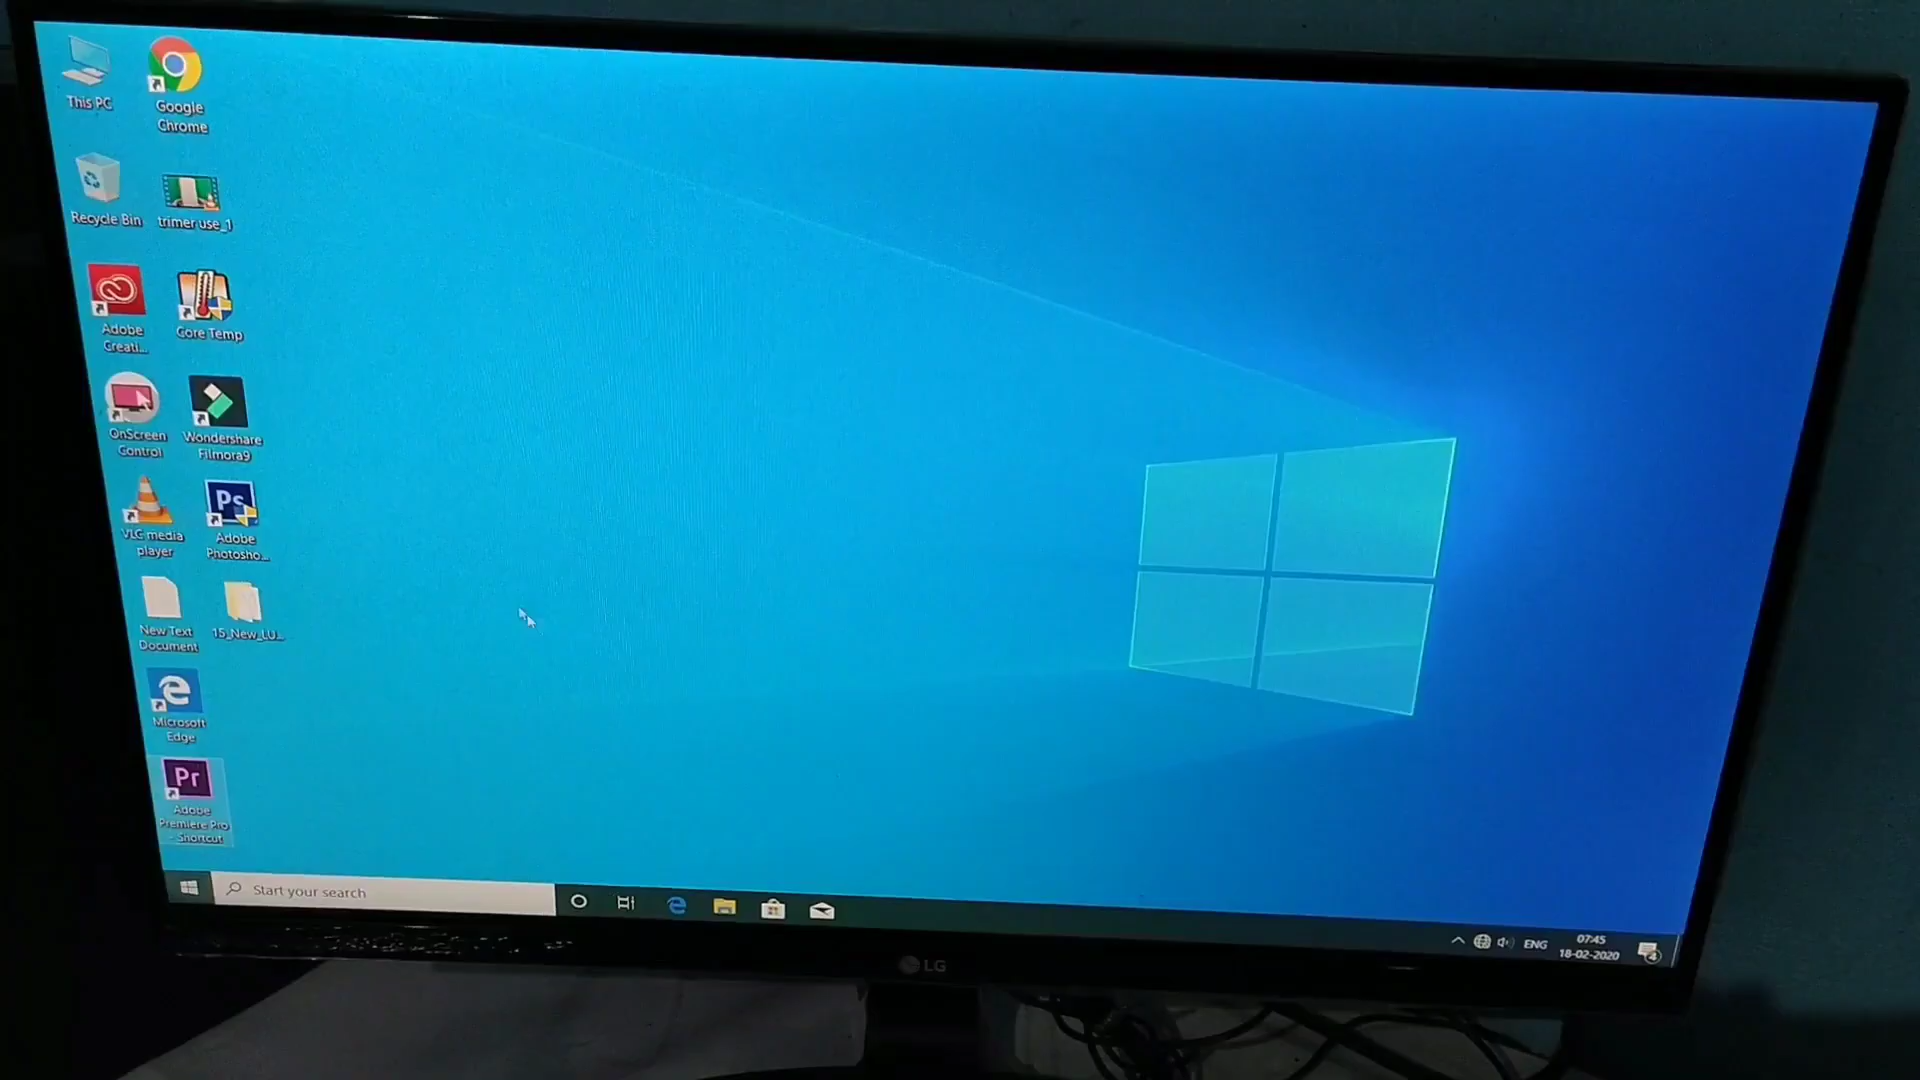 This PC
Google
Chrome
Recycle Bin
trimer use_1
Adobe
Creati...
Core Temp
OnScreen
Control
Wondershare
Filmora9
VLC media
player
Ps
Adobe
Photosho...
New Text
Document
15_New_LU...
Microsoft
Edge
Pr
Adobe
Premiere Pro
- Shortcut
Start your search
ENG
07:45
18-02-2020
4
LG